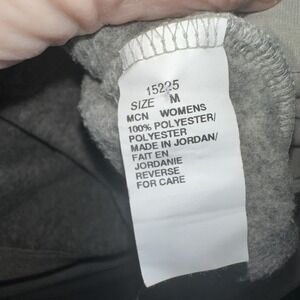 15225
SIZE M
MCN WOMENS
100% POLYESTER/
POLYESTER
MADE IN JORDAN/
FAIT EN
JORDANIE
REVERSE
FOR CARE